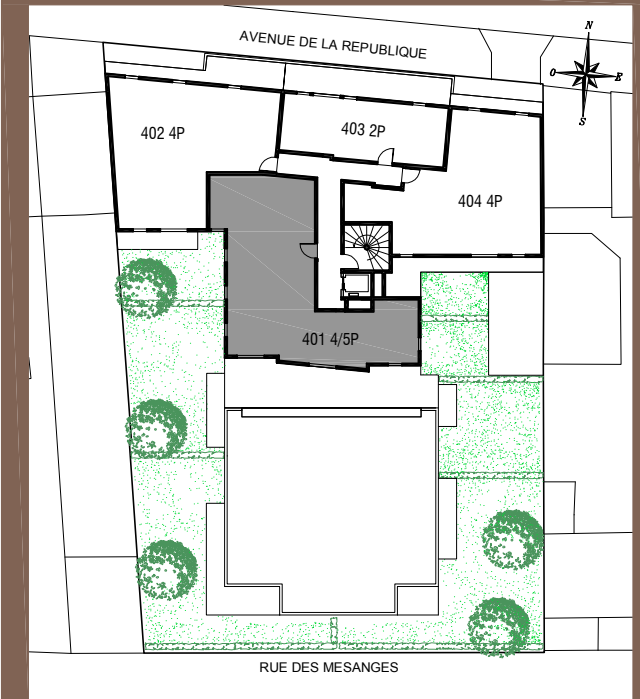 AVENUE DE LA REPUBLIQUE
N
O
E
S
402 4P
403 2P
404 4P
401 4/5P
RUE DES MESANGES